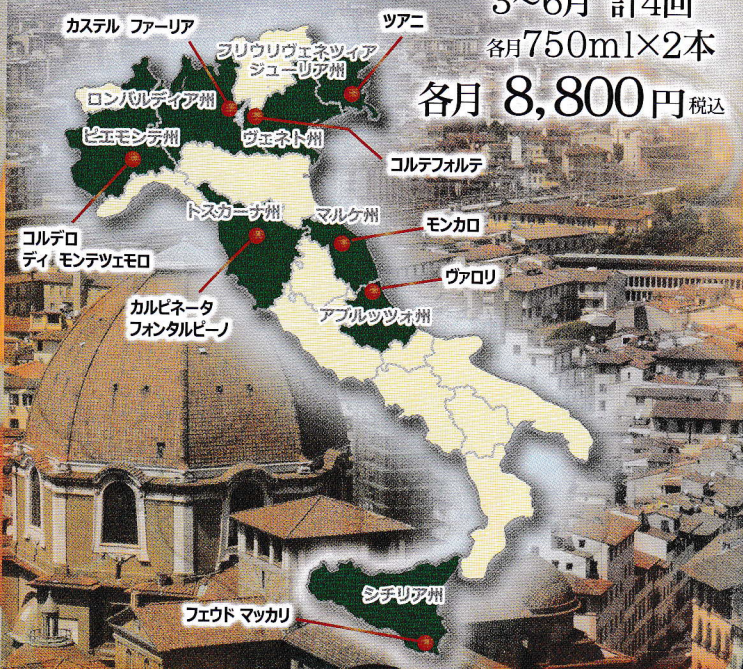 3~6月 計4回
各月750ml×2本
各月 8,800円税込
カステル ファーリア
ツアニ
フリウリヴェネツィア
ジューリア州
ロンバルディア州
ピエモンテ州
ヴェネト州
コルテフォルテ
トスカーナ州
マルケ州
モンカロ
コルデロ
ディ モンテツェモロ
ヴァロリ
カルピネータ
フォンタルピーノ
アブルッツォ州
シチリア州
フェウド マッカリ